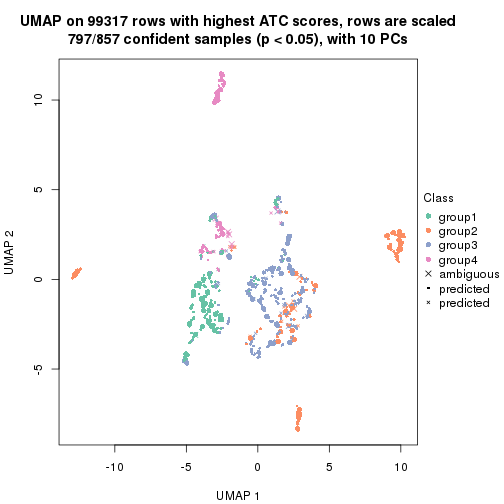 UMAP on 99317 rows with highest ATC scores, rows are scaled
797/857 confident samples (p < 0.05), with 10 PCs
10
5
0
-5
UMAP 2
-10
-5
0
5
10
UMAP 1
Class
group1
group2
group3
group4
ambiguous
predicted
predicted